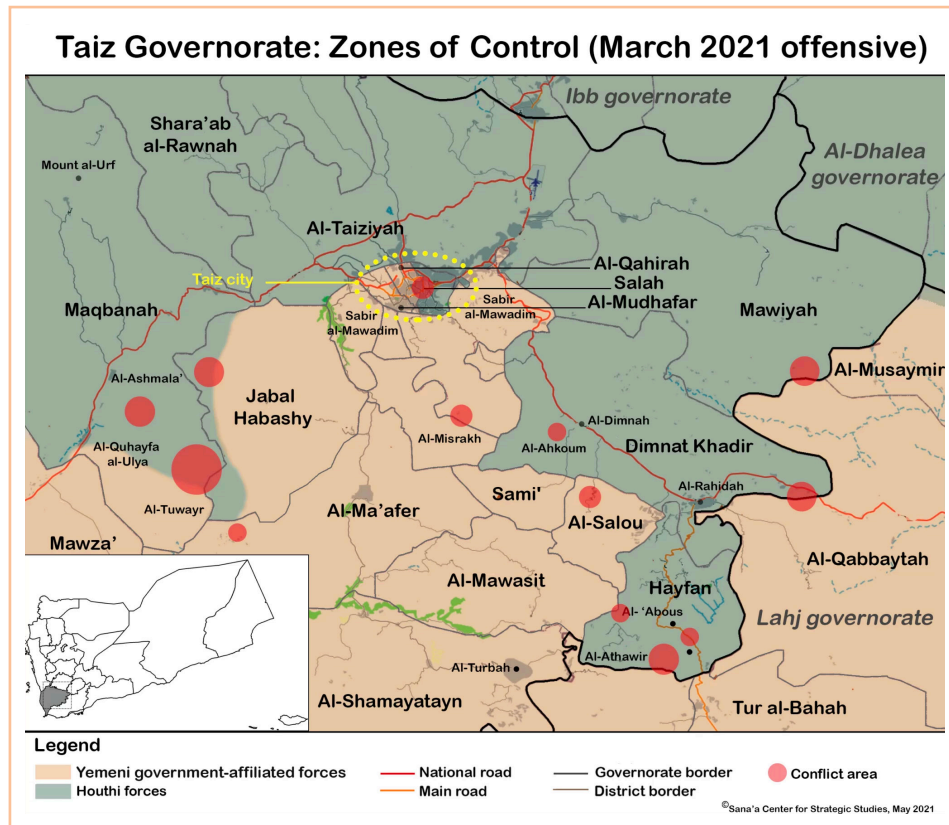 Taiz Governorate: Zones of Control (March 2021 offensive)
Ibb governorate
Shara'ab
al-Rawnah
Mount al-Urf
Al-Dhalea
governorate
Al-Taiziyah
Taiz city
Al-Qahirah
Salah
Al-Mudhafar
Maqbanah
Sabir
al-Mawadim
Sabir
al-Mawadim
Mawiyah
Al-Ashmala'
Jabal
Habashy
Al-Musaymir
Al-Misrakh
Al-Dimnah
Al-Ahkoum
Dimnat Khadir
Al-Quhayfa
al-Ulya
Al-Rahidah
Al-Tuwayr
Sami'
Al-Ma'afer
Al-Salou
Mawza'
Al-Qabbaytah
Al-Mawasit
Hayfan
Al- 'Abous
Lahj governorate
Al-Athawir
Al-Turbah
Al-Shamayatayn
Tur al-Bahah
Legend
Yemeni government-affiliated forces
National road
Governorate border
Conflict area
Houthi forces
Main road
District border
©Sana'a Center for Strategic Studies, May 2021